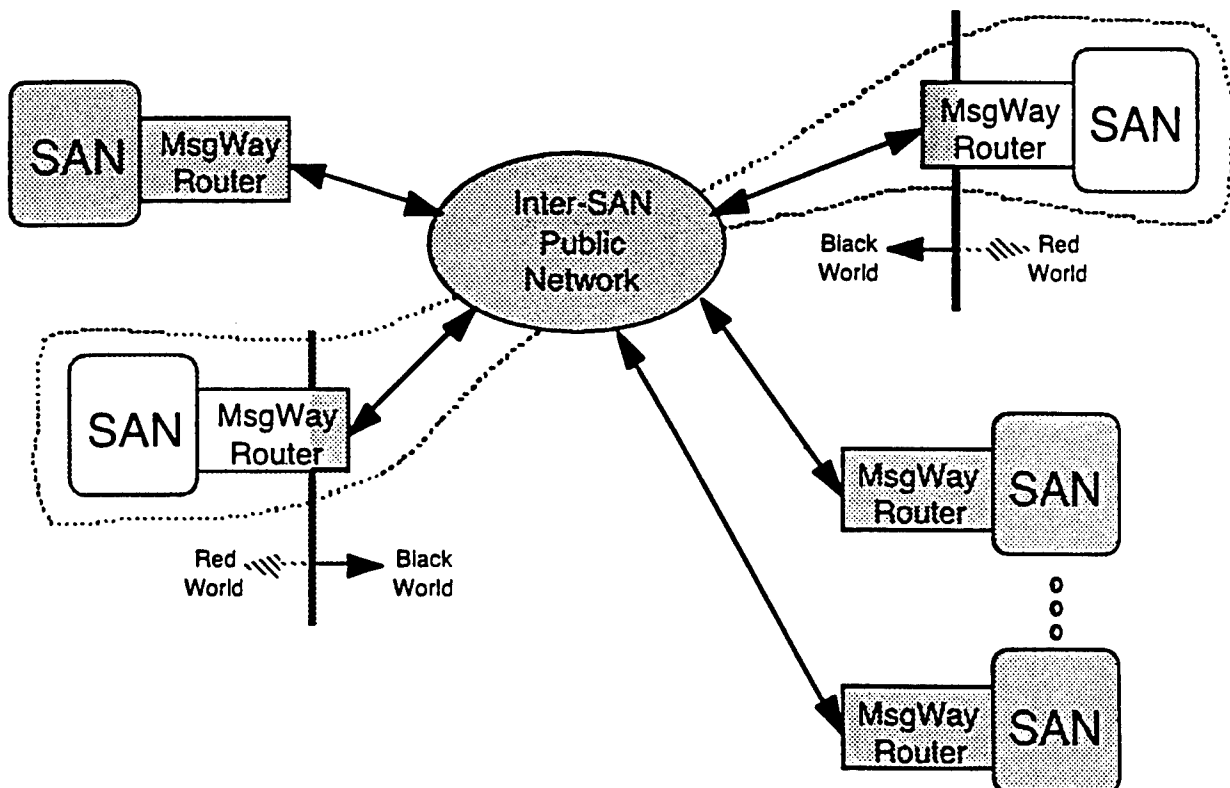 SAN
MsgWay
Router
MsgWay
Router
SAN
Inter-SAN
Public
Network
Black
World
Red
World
SAN
MsgWay
Router
Red
World
Black
World
MsgWay
Router
SAN
MsgWay
Router
SAN